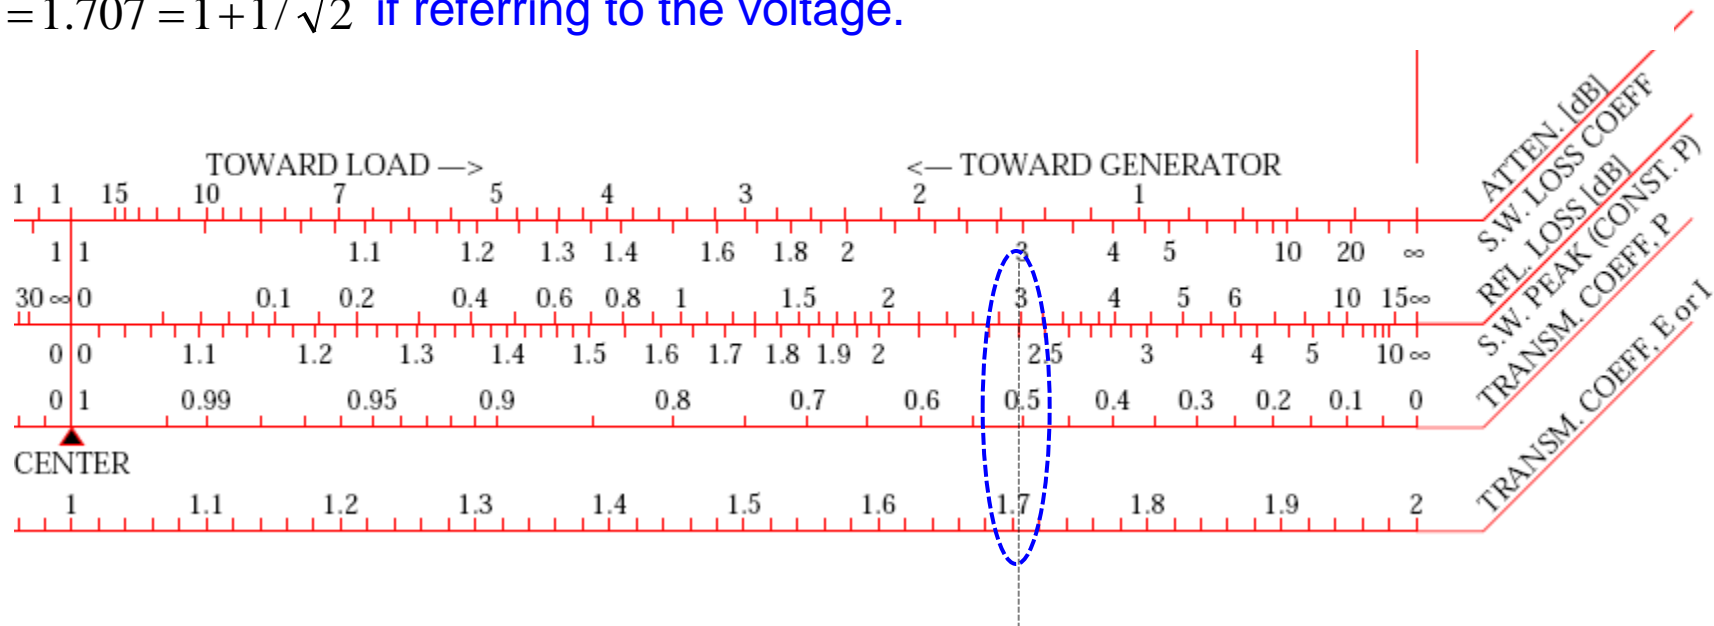 =1.707 =1+1/√2 if referring to the voltage.
TOWARD LOAD —> <— TOWARD GENERATOR
1 1 15 10 7 5 4 3 2 1
1 1 1.1 1.2 1.3 1.4 1.6 1.8 2 3 4 5 10 20 ∞
30 ∞ 0 0.1 0.2 0.4 0.6 0.8 1 1.5 2 3 4 5 6 10 15 ∞
0 0 1.1 1.2 1.3 1.4 1.5 1.6 1.7 1.8 1.9 2 2.5 3 4 5 10 ∞
0 1 0.99 0.95 0.9 0.8 0.7 0.6 0.5 0.4 0.3 0.2 0.1 0
CENTER
1 1.1 1.2 1.3 1.4 1.5 1.6 1.7 1.8 1.9 2
ATTEN. [dB]
S.W. LOSS COEFF
RFL. LOSS [dB]
S.W. PEAK (CONST. P)
TRANSM. COEFF, P
TRANSM. COEFF, E or I